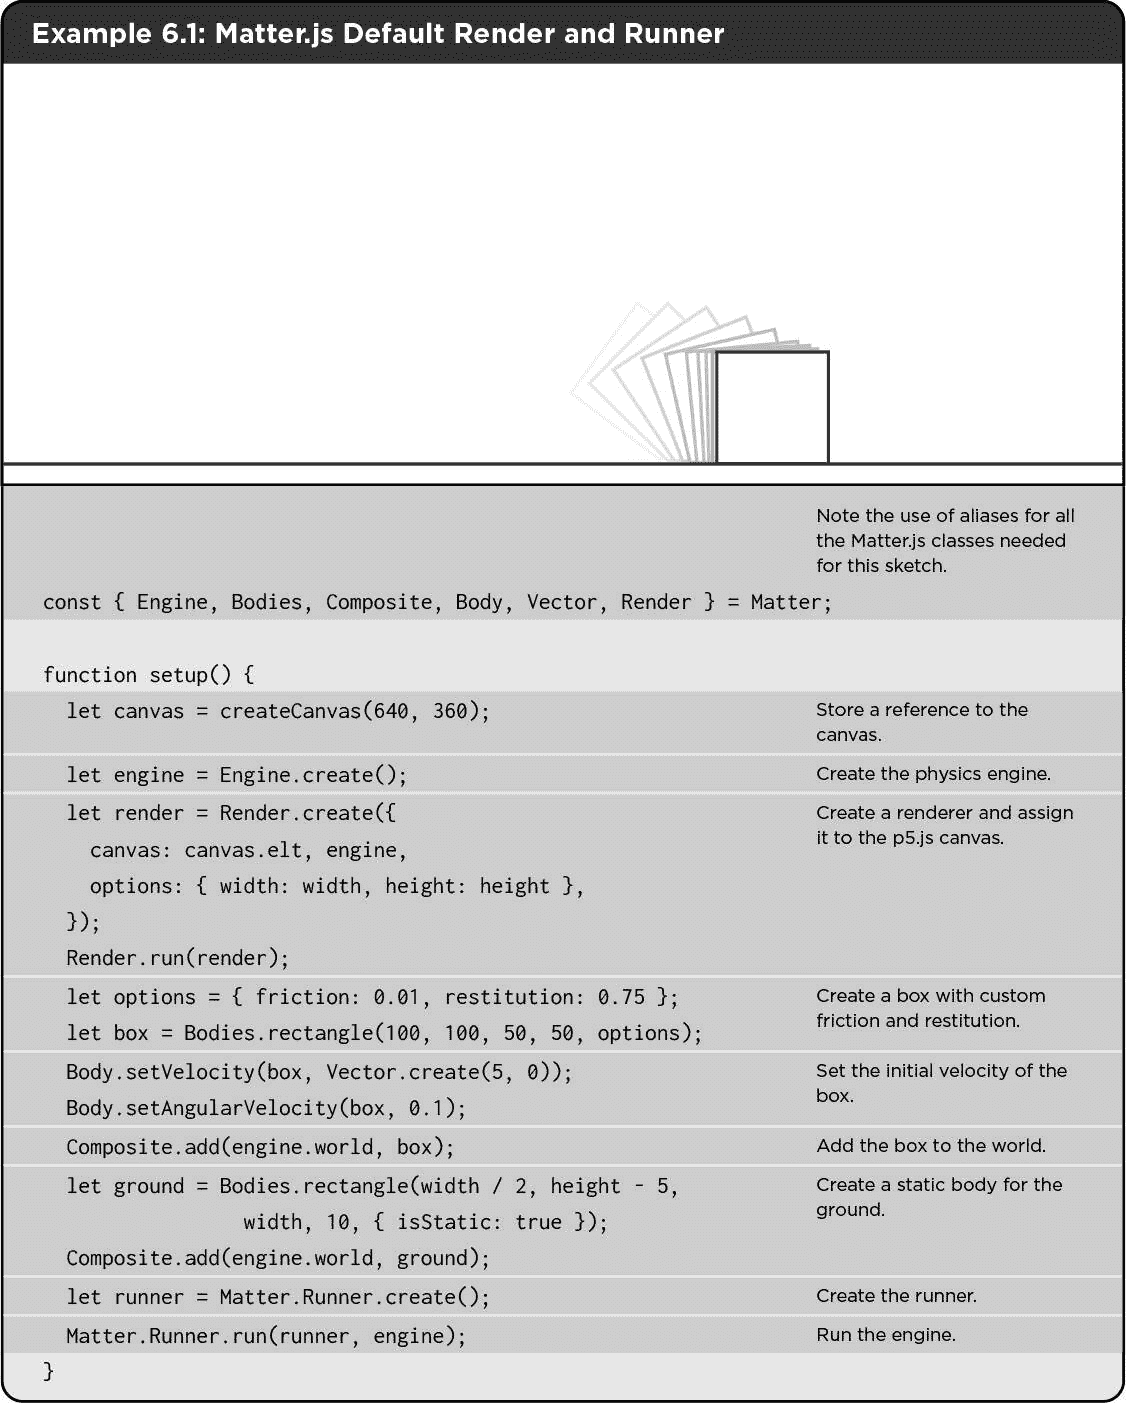 Example 6.1: Matter.js Default Render and Runner
Note the use of aliases for all
the Matter.js classes needed
for this sketch.
const { Engine, Bodies, Composite, Body, Vector, Render } = Matter;
function setup() {
let canvas = createCanvas(640, 360);
Store a reference to the
canvas.
let engine = Engine.create();
Create the physics engine.
let render = Render.create({
canvas: canvas.elt, engine,
options: { width: width, height: height },
});
Render.run(render);
Create a renderer and assign
it to the p5.js canvas.
let options = { friction: 0.01, restitution: 0.75 };
let box = Bodies.rectangle(100, 100, 50, 50, options);
Create a box with custom
friction and restitution.
Body.setVelocity(box, Vector.create(5, 0));
Body.setAngularVelocity(box, 0.1);
Set the initial velocity of the
box.
Composite.add(engine.world, box);
Add the box to the world.
let ground = Bodies.rectangle(width / 2, height - 5,
width, 10, { isStatic: true });
Composite.add(engine.world, ground);
Create a static body for the
ground.
let runner = Matter.Runner.create();
Create the runner.
Matter.Runner.run(runner, engine);
Run the engine.
}